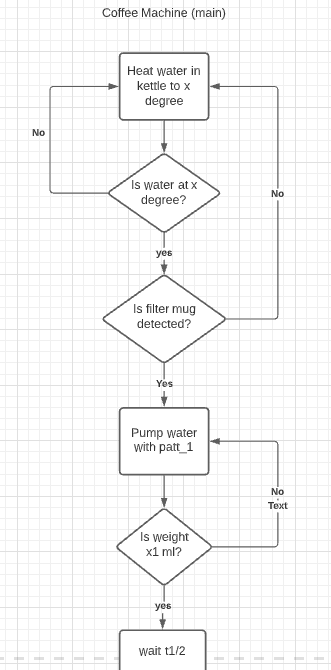 Coffee Machine (main)
Heat water in
kettle to x
degree
No
Is water at x
degree?
No
yes
Is filter mug
detected?
Yes
Pump water
with patt_1
No
Text
Is weight
x1 ml?
yes
wait t1/2